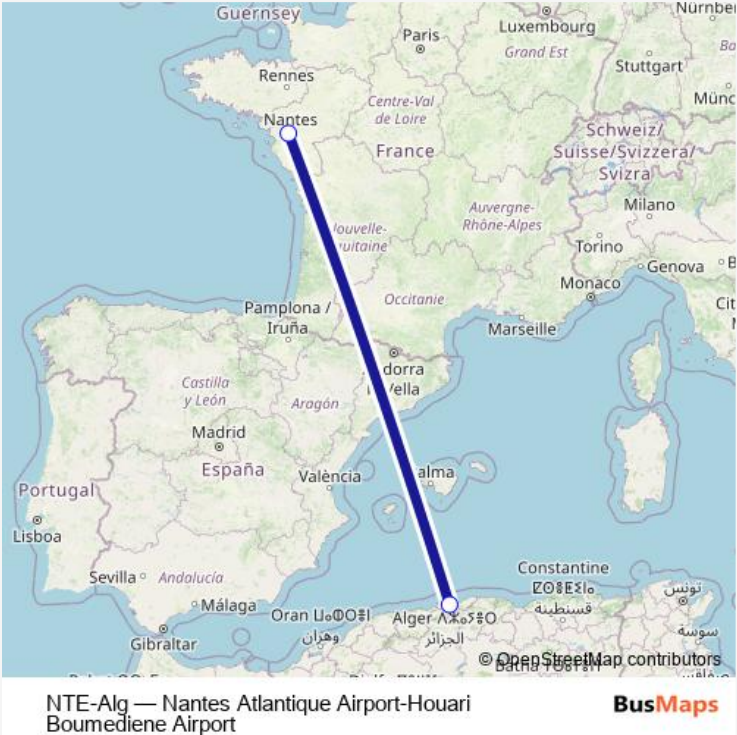 Guernsey
Nürnbe
Paris
Luxembourg
Grand Est
Stuttgart
Rennes
Münc
Nantes
Centre-Val
de Loire
France
Schweiz/
Suisse/Svizzera/
Svizra
Auvergne-
Rhône-Alpes
Milano
Torino
Genova
Monaco
Occitanie
Pamplona /
Iruña
Marseille
Castilla
y León
Aragón
Madrid
España
València
Portugal
Lisboa
Sevilla
Andalucía
Málaga
Gibraltar
Constantine
ⵇⵙⴻⵏⵟⵉⵏⴰ
قسنطينة
تونس
سوسة
Oran
وهران
Alger
الجزائر
© OpenStreetMap contributors
NTE-Alg — Nantes Atlantique Airport-Houari
Boumediene Airport
BusMaps